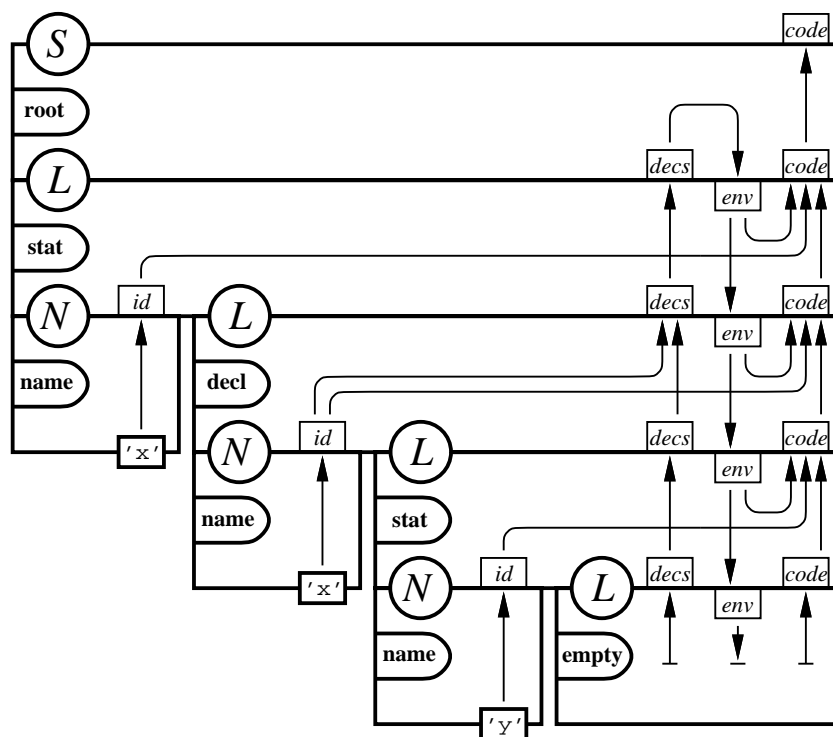 S code
root
L decs env code
stat
N id L decs env code
name decl
'x' N id L decs env code
name stat
'x' N id L decs env code
name empty
'y'